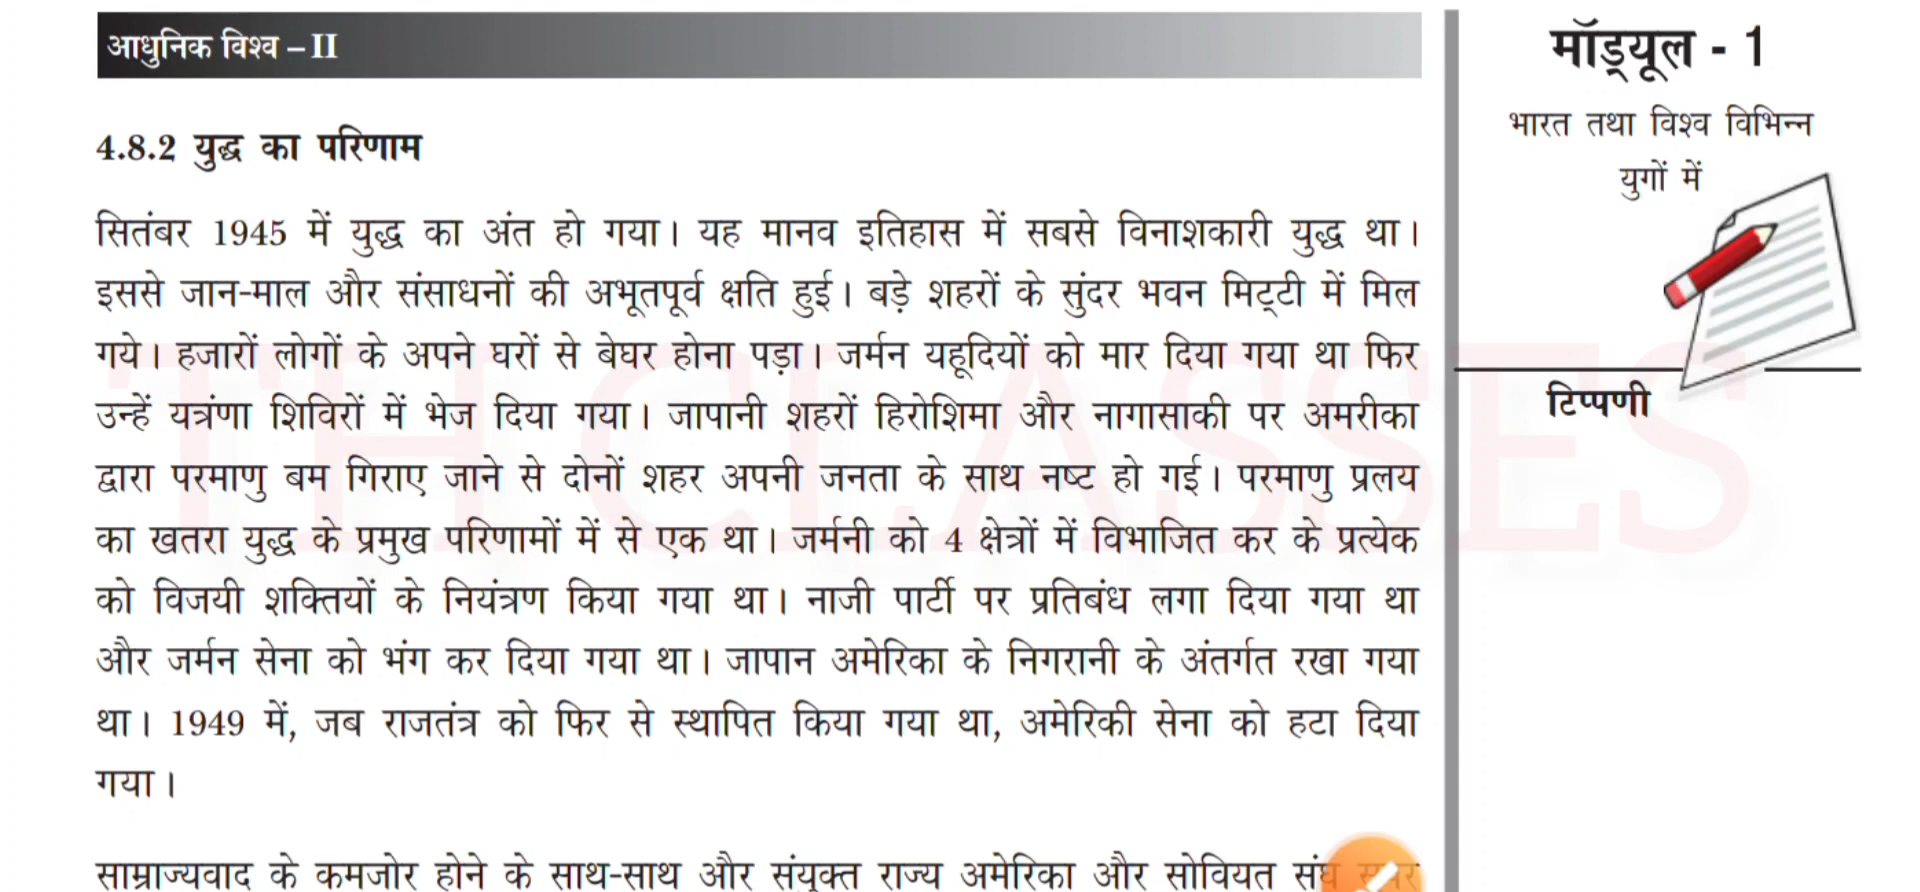 आधुनिक विश्व – II
4.8.2 युद्ध का परिणाम
सितंबर 1945 में युद्ध का अंत हो गया। यह मानव इतिहास में सबसे विनाशकारी युद्ध था।
इससे जान-माल और संसाधनों की अभूतपूर्व क्षति हुई। बड़े शहरों के सुंदर भवन मिट्टी में मिल
गये। हजारों लोगों के अपने घरों से बेघर होना पड़ा। जर्मन यहूदियों को मार दिया गया था फिर
उन्हें यत्रंणा शिविरों में भेज दिया गया। जापानी शहरों हिरोशिमा और नागासाकी पर अमरीका
द्वारा परमाणु बम गिराए जाने से दोनों शहर अपनी जनता के साथ नष्ट हो गई। परमाणु प्रलय
का खतरा युद्ध के प्रमुख परिणामों में से एक था। जर्मनी को 4 क्षेत्रों में विभाजित कर के प्रत्येक
को विजयी शक्तियों के नियंत्रण किया गया था। नाजी पार्टी पर प्रतिबंध लगा दिया गया था
और जर्मन सेना को भंग कर दिया गया था। जापान अमेरिका के निगरानी के अंतर्गत रखा गया
था। 1949 में, जब राजतंत्र को फिर से स्थापित किया गया था, अमेरिकी सेना को हटा दिया
गया।
साम्राज्यवाद के कमजोर होने के साथ-साथ और संयुक्त राज्य अमेरिका और सोवियत संघ
मॉड्यूल - 1
भारत तथा विश्व विभिन्न
युगों में
टिप्पणी
TH CLASSES